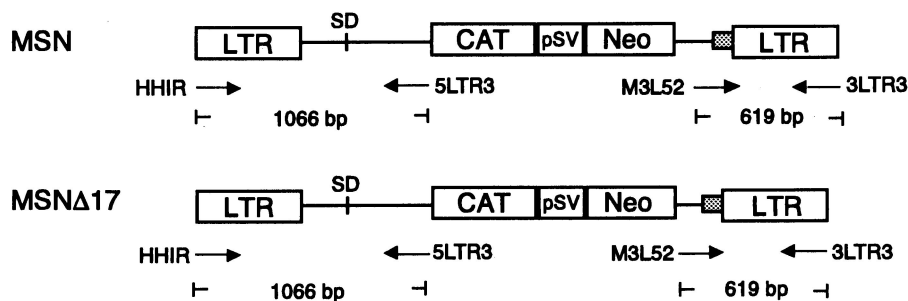 MSN
SD
LTR CAT pSV Neo LTR
HHIR 5LTR3 M3L52 3LTR3
1066 bp 619 bp
MSNΔ17
SD
LTR CAT pSV Neo LTR
HHIR 5LTR3 M3L52 3LTR3
1066 bp 619 bp